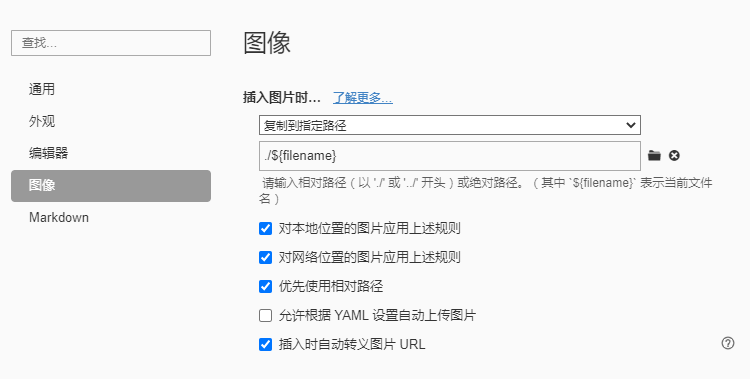 查找...
通用
外观
编辑器
图像
Markdown
图像
插入图片时... 了解更多...
复制到指定路径
./${filename}
请输入相对路径（以 './' 或 '../' 开头）或绝对路径。（其中 `${filename}` 表示当前文件
名）
对本地位置的图片应用上述规则
对网络位置的图片应用上述规则
优先使用相对路径
允许根据 YAML 设置自动上传图片
插入时自动转义图片 URL